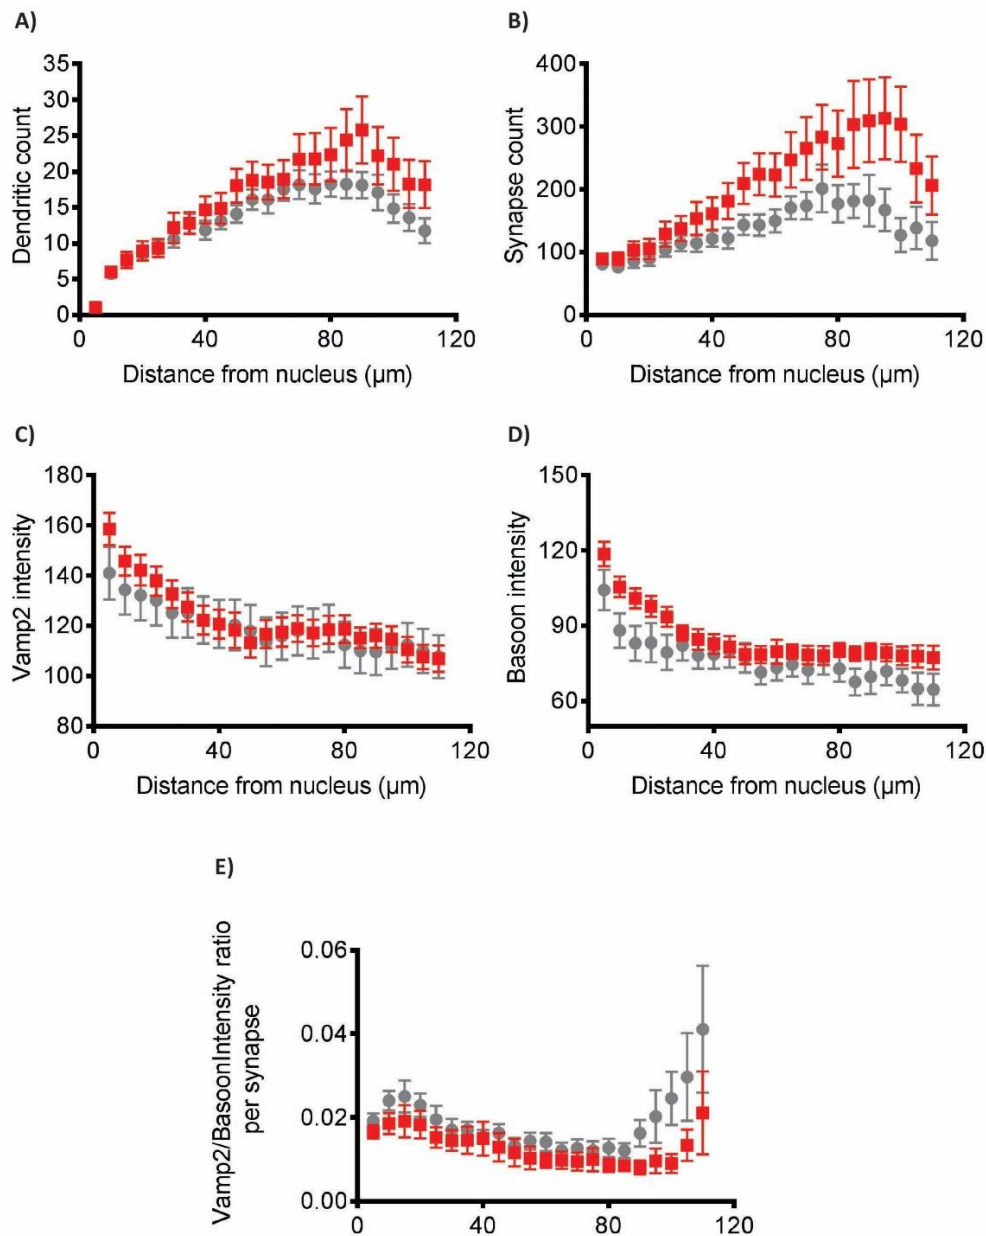 A)
Dendritic count
35
30
25
20
15
10
5
0
0 40 80 120
Distance from nucleus (µm)
B)
Synapse count
400
300
200
100
0
0 40 80 120
Distance from nucleus (µm)
C)
Vamp2 intensity
180
160
140
120
100
80
0 40 80 120
Distance from nucleus (µm)
D)
Basoon intensity
150
120
90
60
0 40 80 120
Distance from nucleus (µm)
E)
Vamp2/BasoonIntensity ratio
per synapse
0.06
0.04
0.02
0.00
0 40 80 120